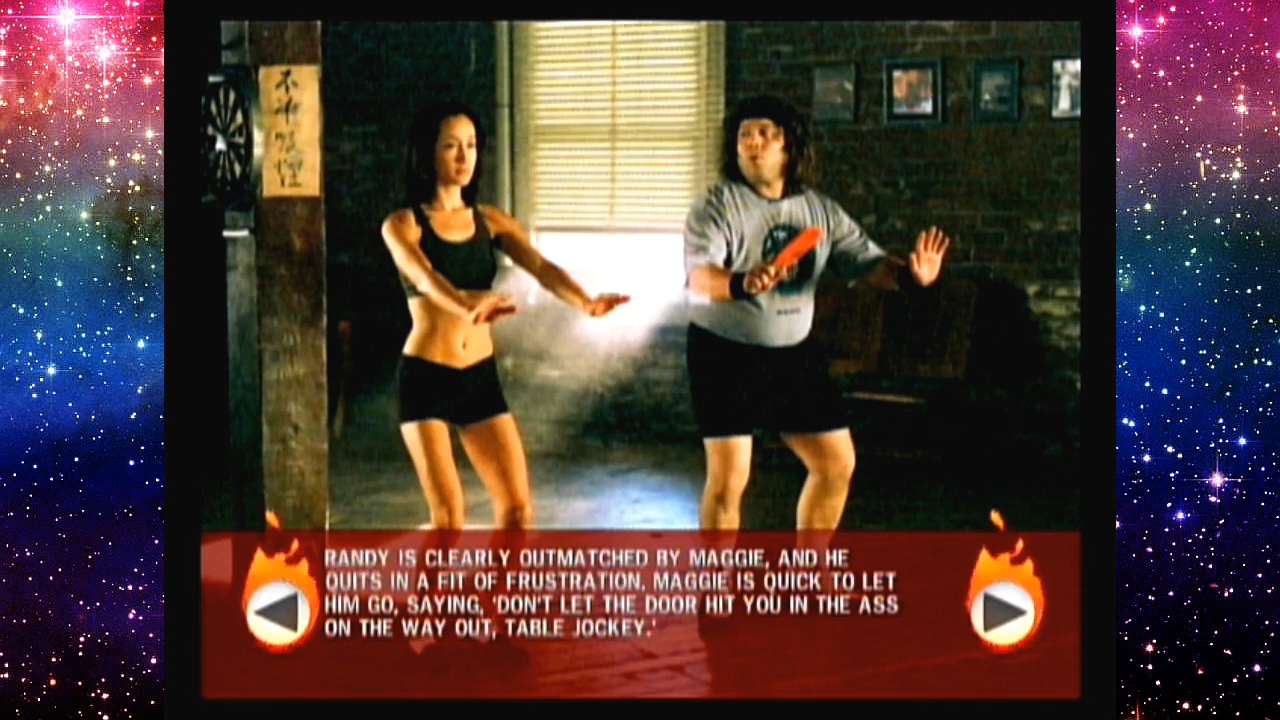 RANDY IS CLEARLY OUTMATCHED BY MAGGIE, AND HE
QUITS IN A FIT OF FRUSTRATION. MAGGIE IS QUICK TO LET
HIM GO, SAYING, 'DON'T LET THE DOOR HIT YOU IN THE ASS
ON THE WAY OUT, TABLE JOCKEY.'